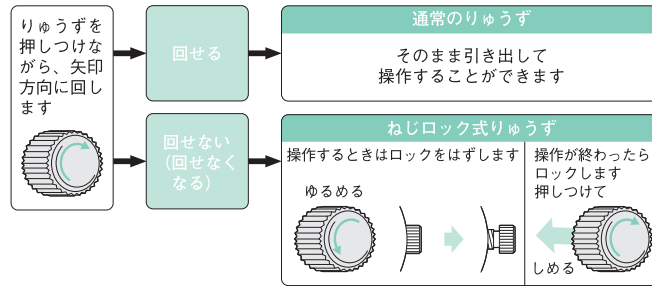 りゅうずを
押しつけな
がら、矢印
方向に回し
ます
回せる
通常のりゅうず
そのまま引き出して
操作することができます
回せない
（回せなく
なる）
ねじロック式りゅうず
操作するときはロックをはずします
ゆるめる
操作が終わったら
ロックします
押しつけて
しめる